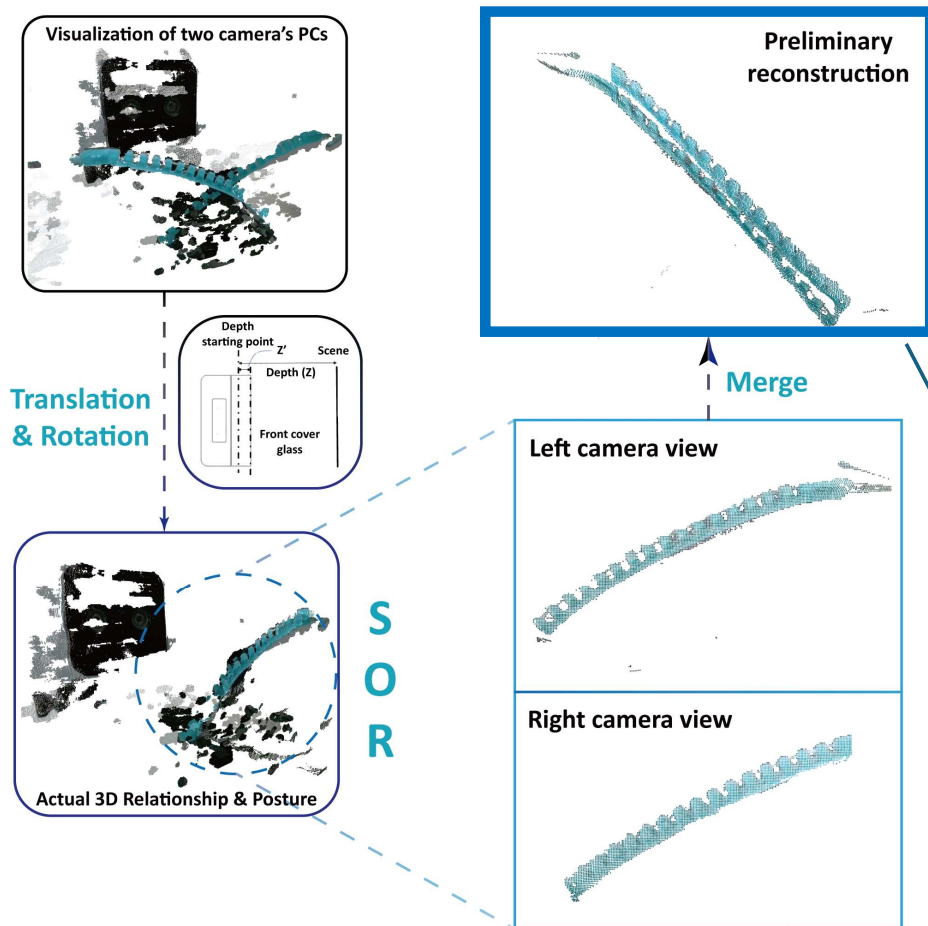 Visualization of two camera's PCs
Preliminary
reconstruction
Depth
starting point
Z'
Scene
Depth (Z)
Front cover
glass
Translation
& Rotation
Merge
Left camera view
S
O
R
Right camera view
Actual 3D Relationship & Posture